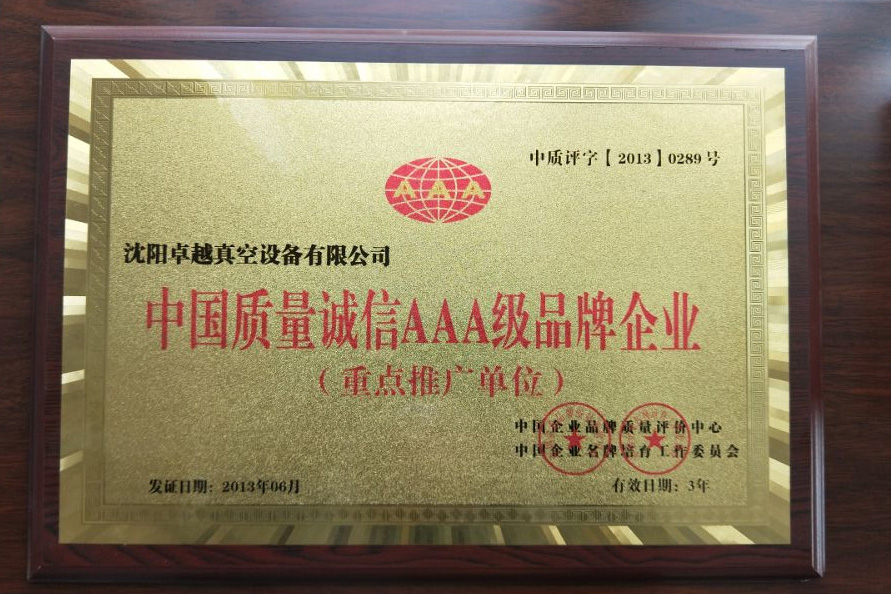 中质评字【2013】0289号
AAA
沈阳卓越真空设备有限公司
中国质量诚信AAA级品牌企业
（重点推广单位）
中国企业品牌质量评价中心
中国企业名牌培育工作委员会
发证日期：2013年06月
有效日期：3年